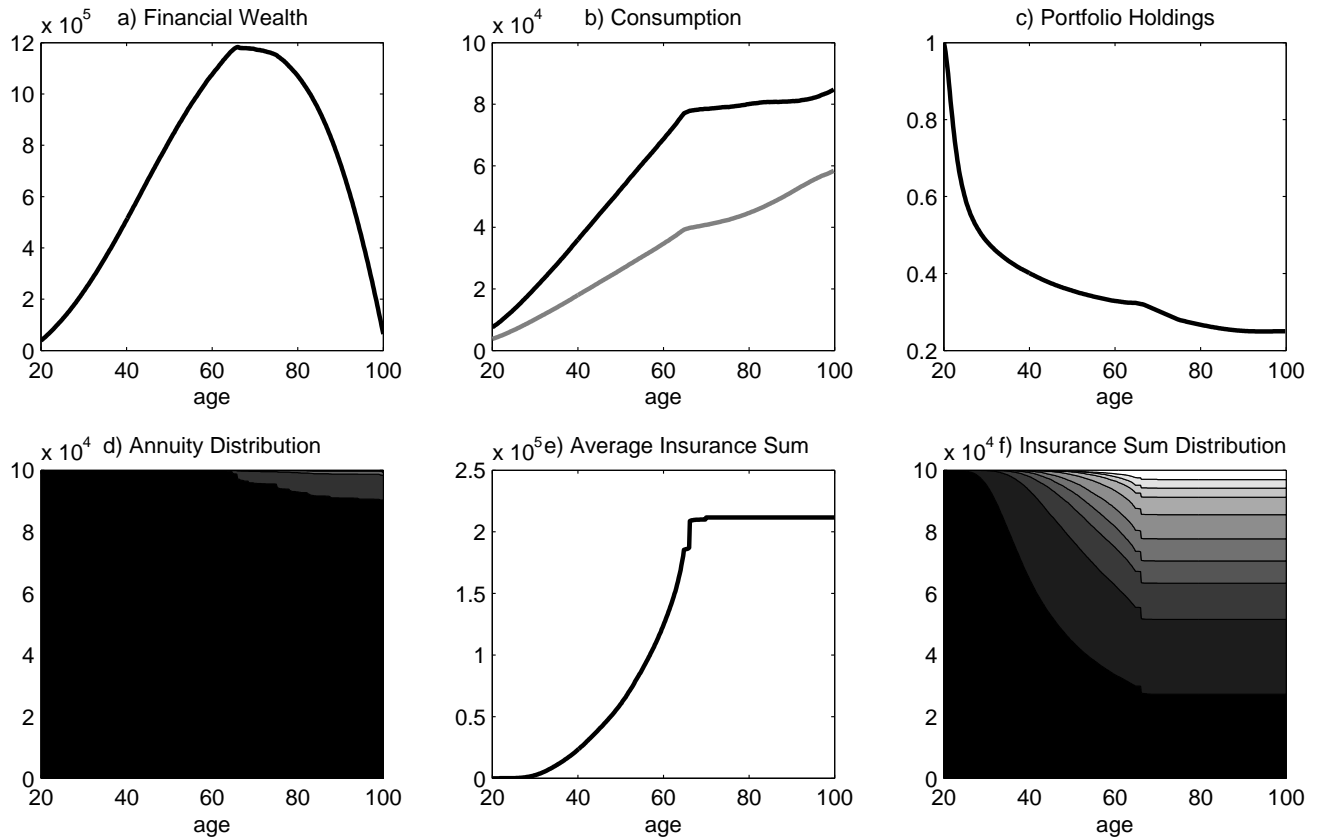 x 10^5 a) Financial Wealth
12
10
8
6
4
2
0
20 40 60 80 100
age
x 10^4 b) Consumption
10
8
6
4
2
0
20 40 60 80 100
age
c) Portfolio Holdings
1
0.8
0.6
0.4
0.2
20 40 60 80 100
age
x 10^4 d) Annuity Distribution
10
8
6
4
2
0
20 40 60 80 100
age
x 10^5 e) Average Insurance Sum
2.5
2
1.5
1
0.5
0
20 40 60 80 100
age
x 10^4 f) Insurance Sum Distribution
10
8
6
4
2
0
20 40 60 80 100
age